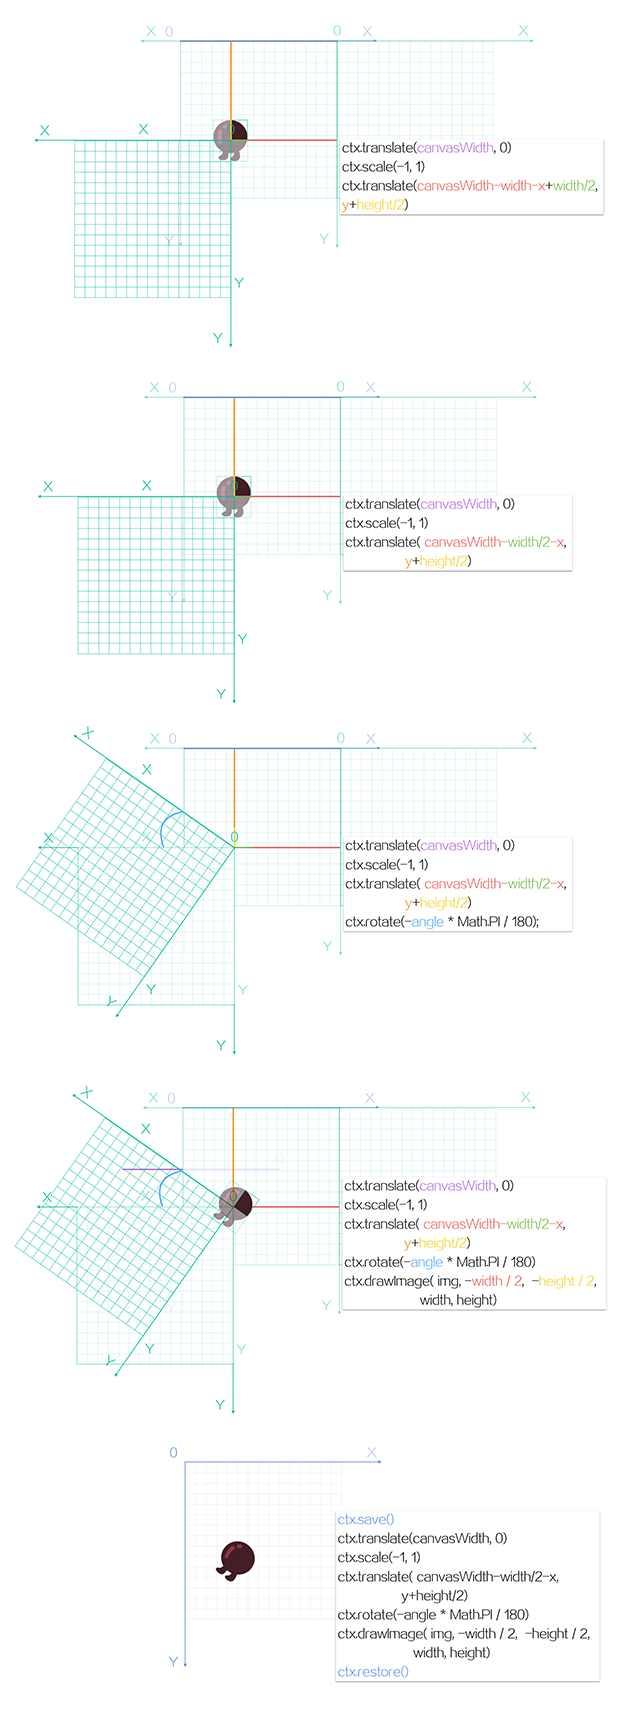 X 0 0 X
X
X X
0
ctx.translate(canvasWidth, 0)
ctx.scale(-1, 1)
ctx.translate(canvasWidth-width-x+width/2,
y+height/2)
Y Y
Y
Y
X 0 0 X
X
X X
0
ctx.translate(canvasWidth, 0)
ctx.scale(-1, 1)
ctx.translate( canvasWidth-width/2-x,
y+height/2)
Y Y
Y
Y
X
X 0 0 X X
X
X 0
ctx.translate(canvasWidth, 0)
ctx.scale(-1, 1)
ctx.translate( canvasWidth-width/2-x,
y+height/2)
ctx.rotate(-angle * Math.PI / 180);
Y
Y Y Y
Y
X
X 0 X X
X
X 0
ctx.translate(canvasWidth, 0)
ctx.scale(-1, 1)
ctx.translate( canvasWidth-width/2-x,
y+height/2)
ctx.rotate(-angle * Math.PI / 180)
ctx.drawImage( img, -width / 2, -height / 2,
width, height)
Y
Y Y Y
Y
0 X
ctx.save()
ctx.translate(canvasWidth, 0)
ctx.scale(-1, 1)
ctx.translate( canvasWidth-width/2-x,
y+height/2)
ctx.rotate(-angle * Math.PI / 180)
ctx.drawImage( img, -width / 2, -height / 2,
width, height)
Y
ctx.restore()